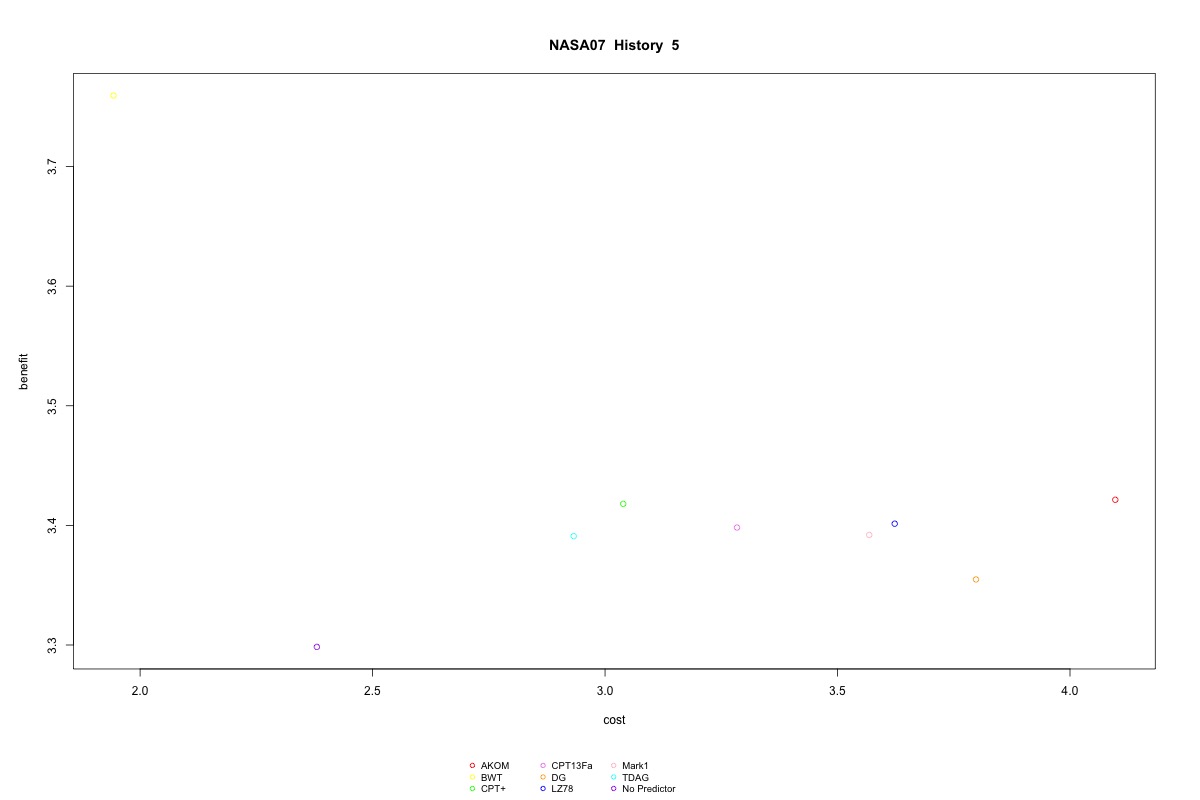 NASA07 History 5
benefit
3.7
3.6
3.5
3.4
3.3
2.0 2.5 3.0 3.5 4.0
cost
AKOM CPT13Fa Mark1
BWT DG TDAG
CPT+ LZ78 No Predictor